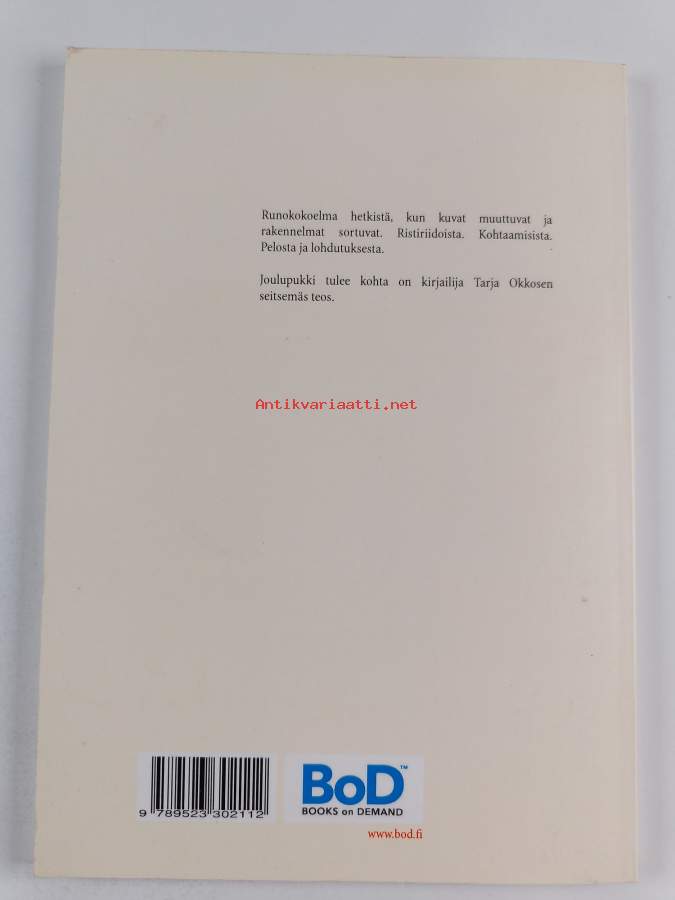 Runokokoelma hetkistä, kun kuvat muuttuvat ja
rakennelmat sortuvat. Ristiriidoista. Kohtaamisista.
Pelosta ja lohdutuksesta.
Joulupukki tulee kohta on kirjailija Tarja Okkosen
seitsemäs teos.
Antikvariaatti.net
9 789523 302112
BoD™
BOOKS on DEMAND
www.bod.fi